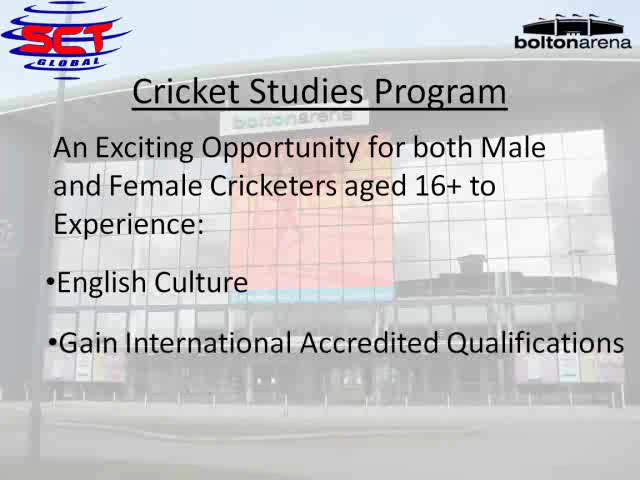 SCT
GLOBAL
boltonarena
Cricket Studies Program
boltonarena
An Exciting Opportunity for both Male
and Female Cricketers aged 16+ to
Experience:
•English Culture
•Gain International Accredited Qualifications